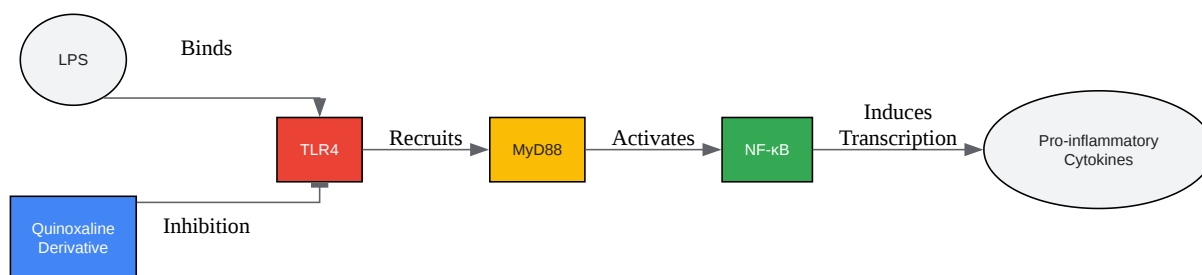 LPS
Binds
TLR4
Recruits
MyD88
Activates
NF-κB
Induces
Transcription
Pro-inflammatory
Cytokines
Quinoxaline
Derivative
Inhibition